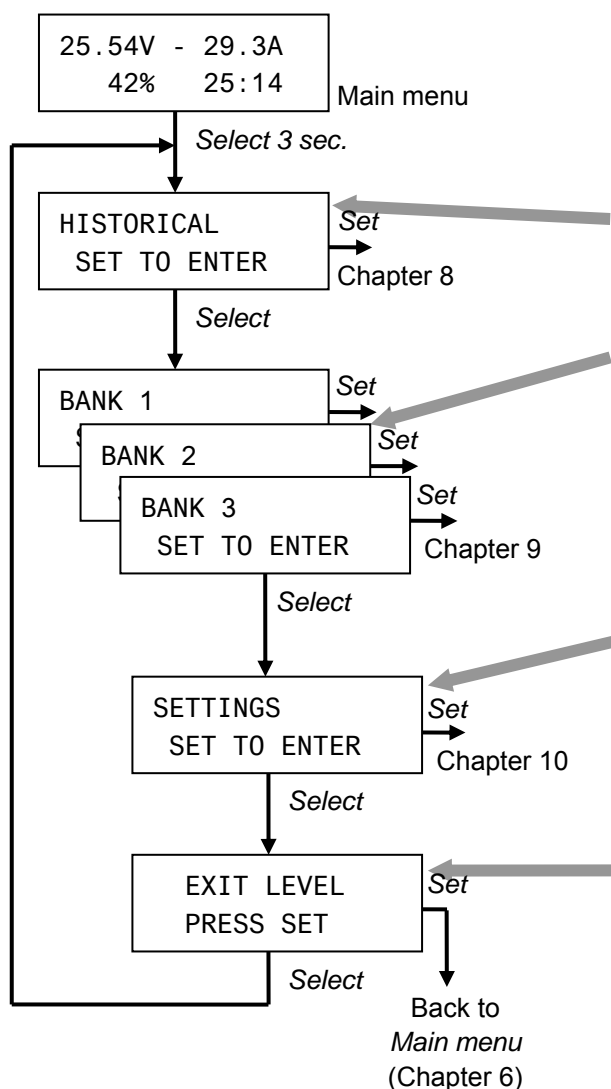 25.54V - 29.3A
42% 25:14
Main menu
Select 3 sec.
HISTORICAL
SET TO ENTER
Set
Chapter 8
Select
BANK 1
Set
BANK 2
Set
BANK 3
SET TO ENTER
Set
Chapter 9
Select
SETTINGS
SET TO ENTER
Set
Chapter 10
Select
EXIT LEVEL
PRESS SET
Set
Select
Back to
Main menu
(Chapter 6)